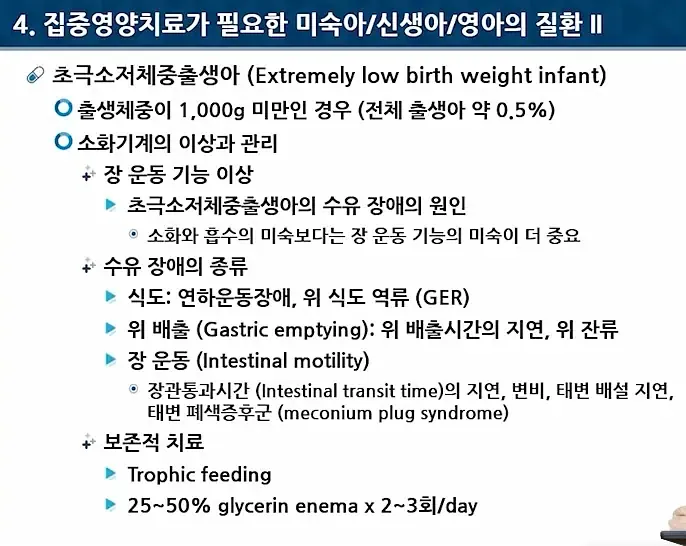 4. 집중영양치료가 필요한 미숙아/신생아/영아의 질환 II
초극소저체중출생아 (Extremely low birth weight infant)
출생체중이 1,000g 미만인 경우 (전체 출생아 약 0.5%)
소화기계의 이상과 관리
장 운동 기능 이상
초극소저체중출생아의 수유 장애의 원인
소화와 흡수의 미숙보다는 장 운동 기능의 미숙이 더 중요
수유 장애의 종류
식도: 연하운동장애, 위 식도 역류 (GER)
위 배출 (Gastric emptying): 위 배출시간의 지연, 위 잔류
장 운동 (Intestinal motility)
장관통과시간 (Intestinal transit time)의 지연, 변비, 태변 배설 지연,
태변 폐색증후군 (meconium plug syndrome)
보존적 치료
Trophic feeding
25~50% glycerin enema x 2~3회/day